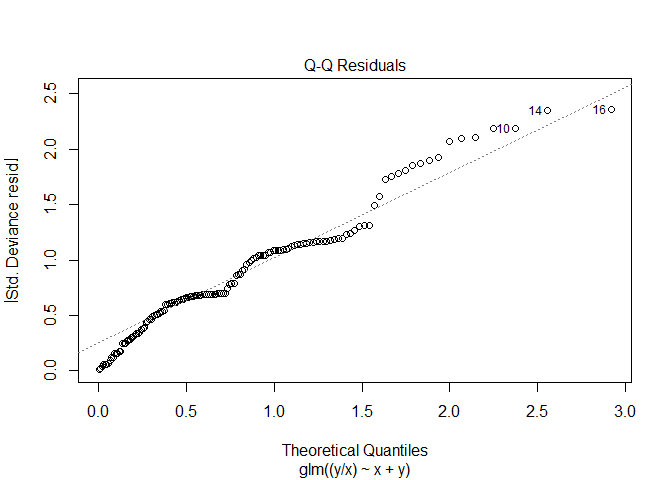 Q-Q Residuals
|Std. Deviance resid.|
2.5
2.0
1.5
1.0
0.5
0.0
14
16
10
0.0 0.5 1.0 1.5 2.0 2.5 3.0
Theoretical Quantiles
glm((y/x) ~ x + y)